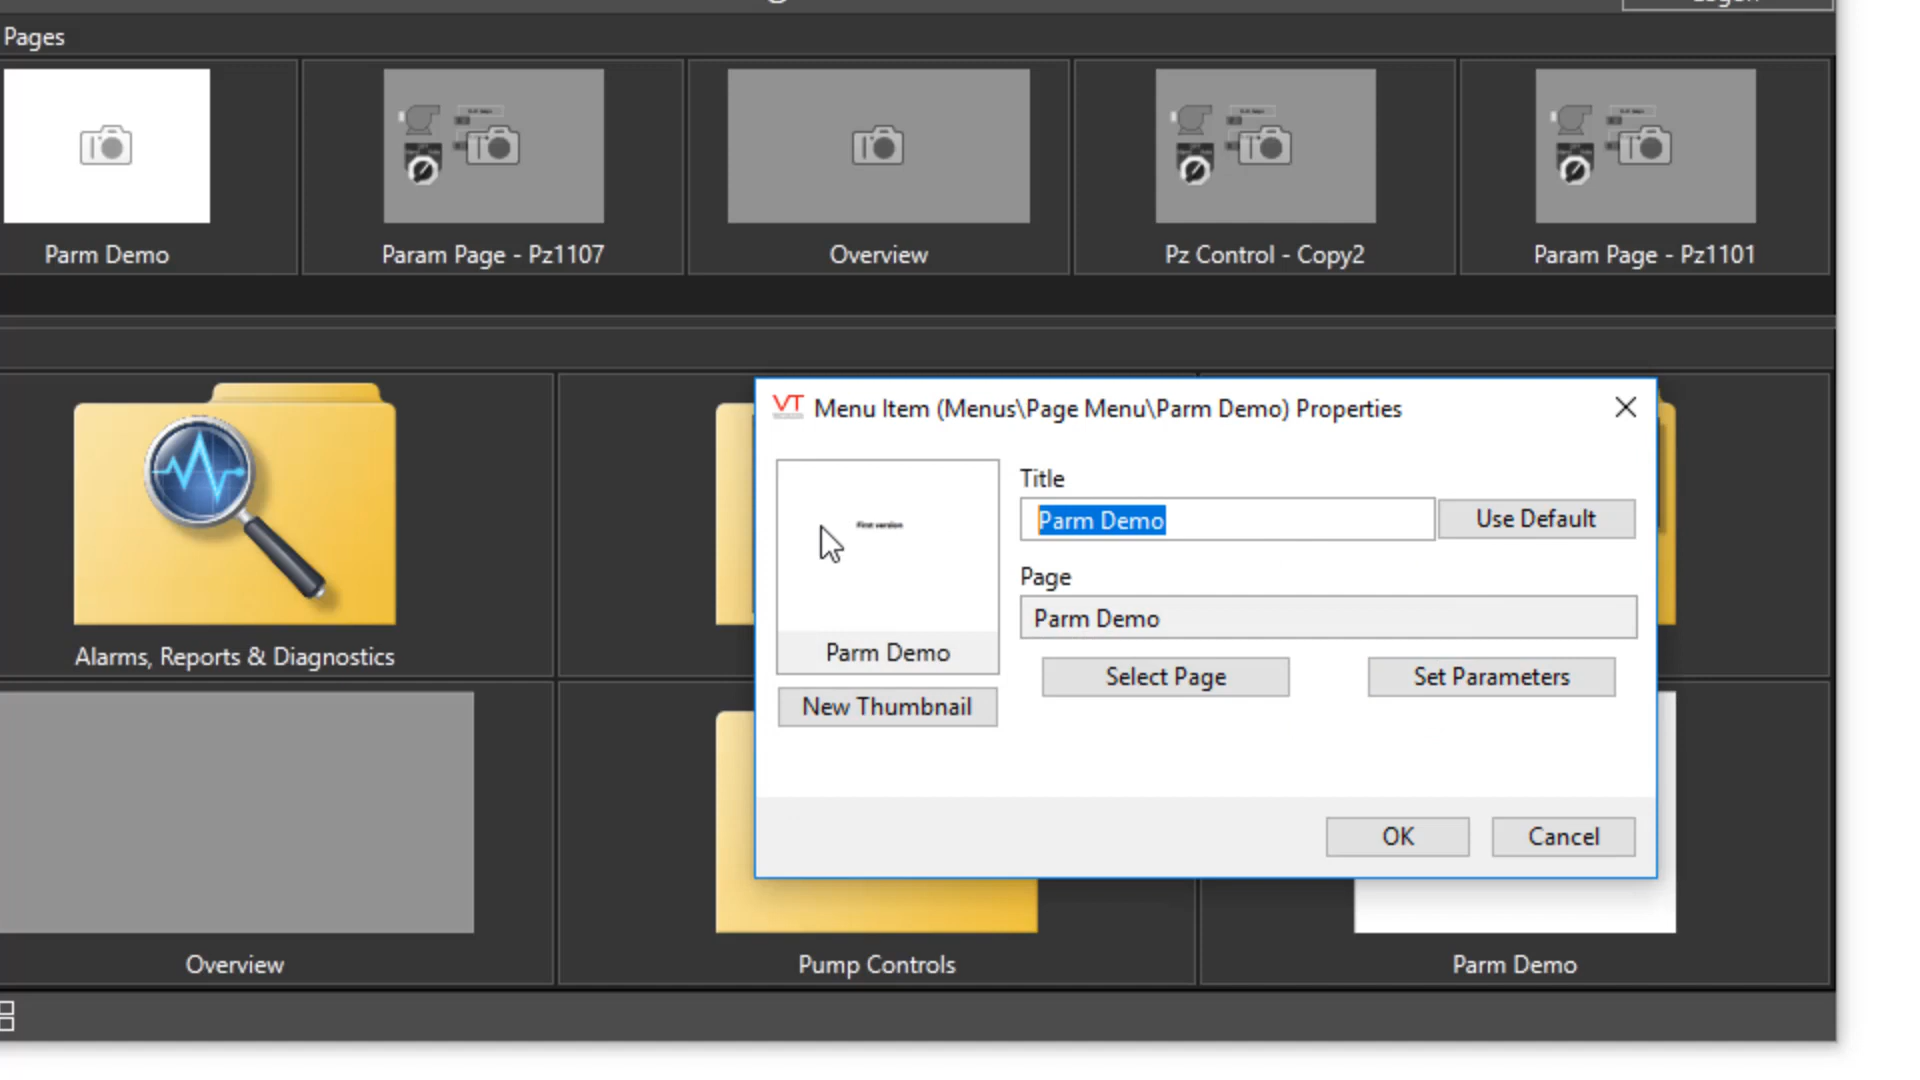 Pages
Parm Demo
Param Page - Pz1107
Overview
Pz Control - Copy2
Param Page - Pz1101
VT Menu Item (Menus\Page Menu\Parm Demo) Properties
Title
First version
Parm Demo
Use Default
Page
Parm Demo
Parm Demo
Select Page
Set Parameters
New Thumbnail
OK
Cancel
Alarms, Reports & Diagnostics
Overview
Pump Controls
Parm Demo